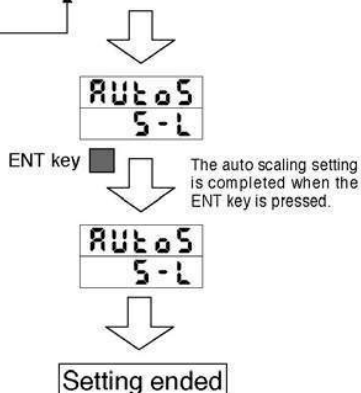 AUtoS
S-L
ENT key
The auto scaling setting
is completed when the
ENT key is pressed.
AUtoS
S-L
Setting ended